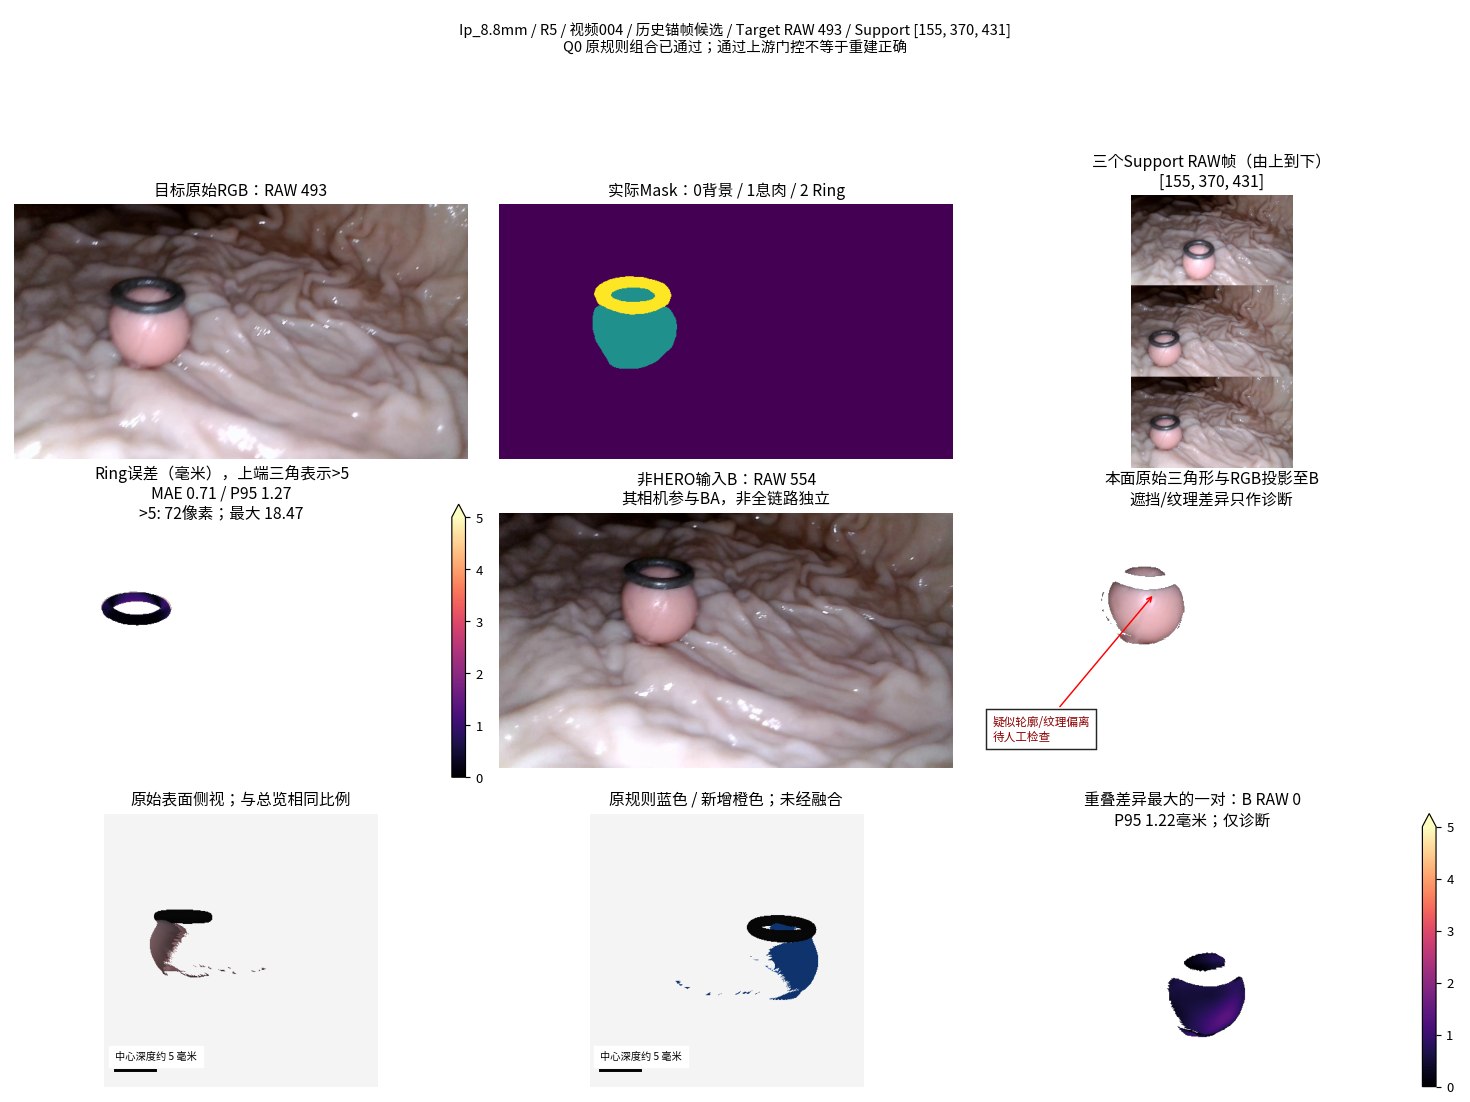 Ip_8.8mm / R5 / 视频004 / 历史锚帧候选 / Target RAW 493 / Support [155, 370, 431]
Q0 原规则组合已通过；通过上游门控不等于重建正确
目标原始RGB：RAW 493
实际Mask：0背景 / 1息肉 / 2 Ring
三个Support RAW帧（由上到下）
[155, 370, 431]
Ring误差（毫米），上端三角表示>5
MAE 0.71 / P95 1.27
>5: 72像素；最大 18.47
5
4
3
2
1
0
非HERO输入B：RAW 554
其相机参与BA，非全链路独立
本面原始三角形与RGB投影至B
遮挡/纹理差异只作诊断
疑似轮廓/纹理偏离
待人工检查
原始表面侧视；与总览相同比例
中心深度约 5 毫米
原规则蓝色 / 新增橙色；未经融合
中心深度约 5 毫米
重叠差异最大的一对：B RAW 0
P95 1.22毫米；仅诊断
5
4
3
2
1
0